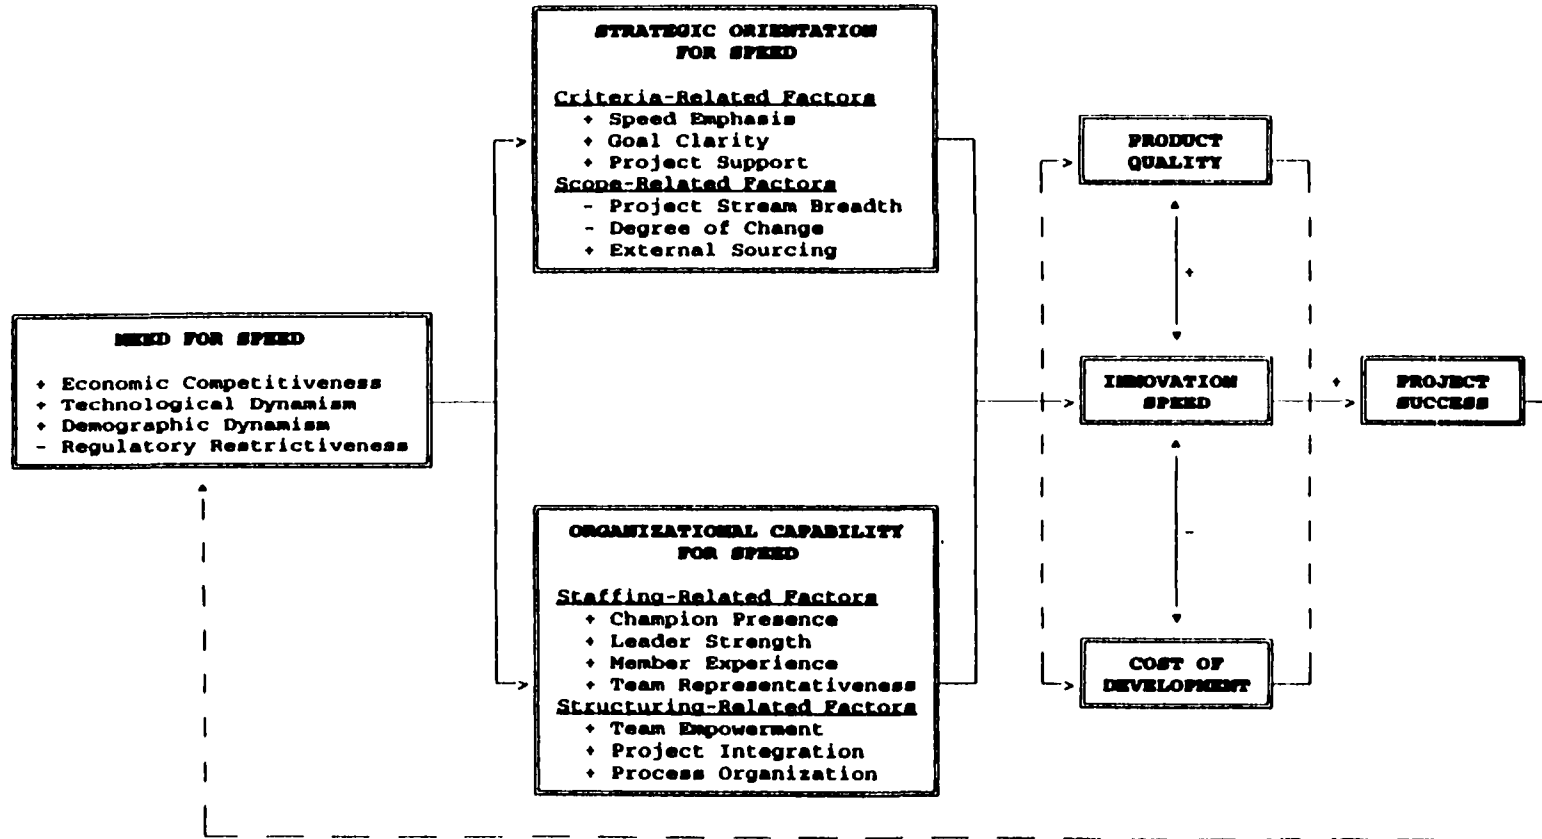 STRATEGIC ORIENTATION
FOR SPEED
Criteria-Related Factors
+ Speed Emphasis
+ Goal Clarity
+ Project Support
Scope-Related Factors
- Project Stream Breadth
- Degree of Change
+ External Sourcing
NEED FOR SPEED
+ Economic Competitiveness
+ Technological Dynamism
+ Demographic Dynamism
- Regulatory Restrictiveness
ORGANIZATIONAL CAPABILITY
FOR SPEED
Staffing-Related Factors
+ Champion Presence
+ Leader Strength
+ Member Experience
+ Team Representativeness
Structuring-Related Factors
+ Team Empowerment
+ Project Integration
+ Process Organization
PRODUCT
QUALITY
+
INNOVATION
SPEED
-
COST OF
DEVELOPMENT
+
PROJECT
SUCCESS